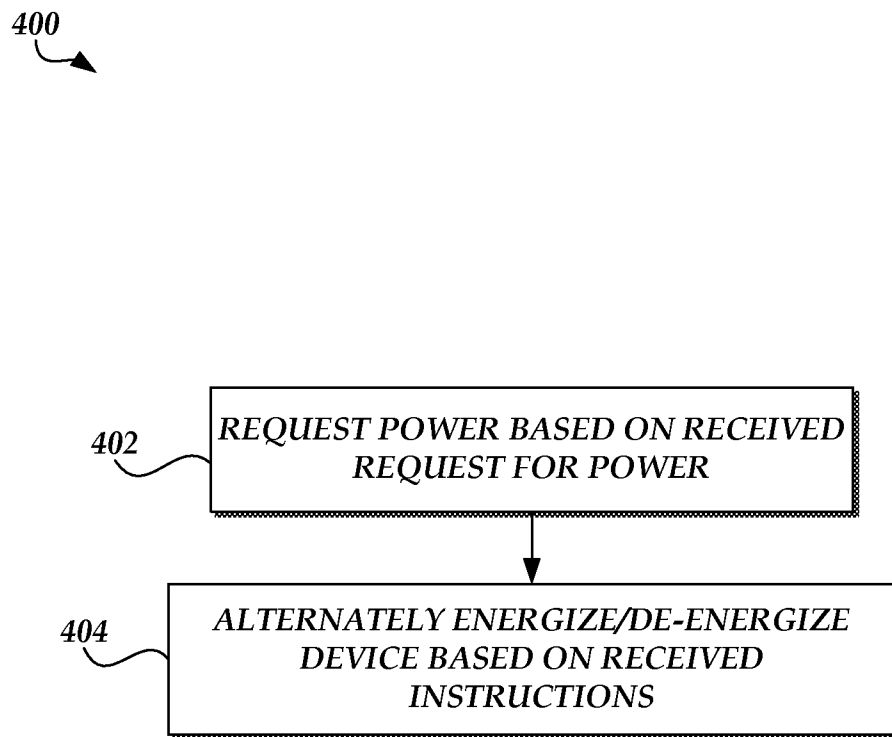 400
402
REQUEST POWER BASED ON RECEIVED
REQUEST FOR POWER
404
ALTERNATELY ENERGIZE/DE-ENERGIZE
DEVICE BASED ON RECEIVED
INSTRUCTIONS